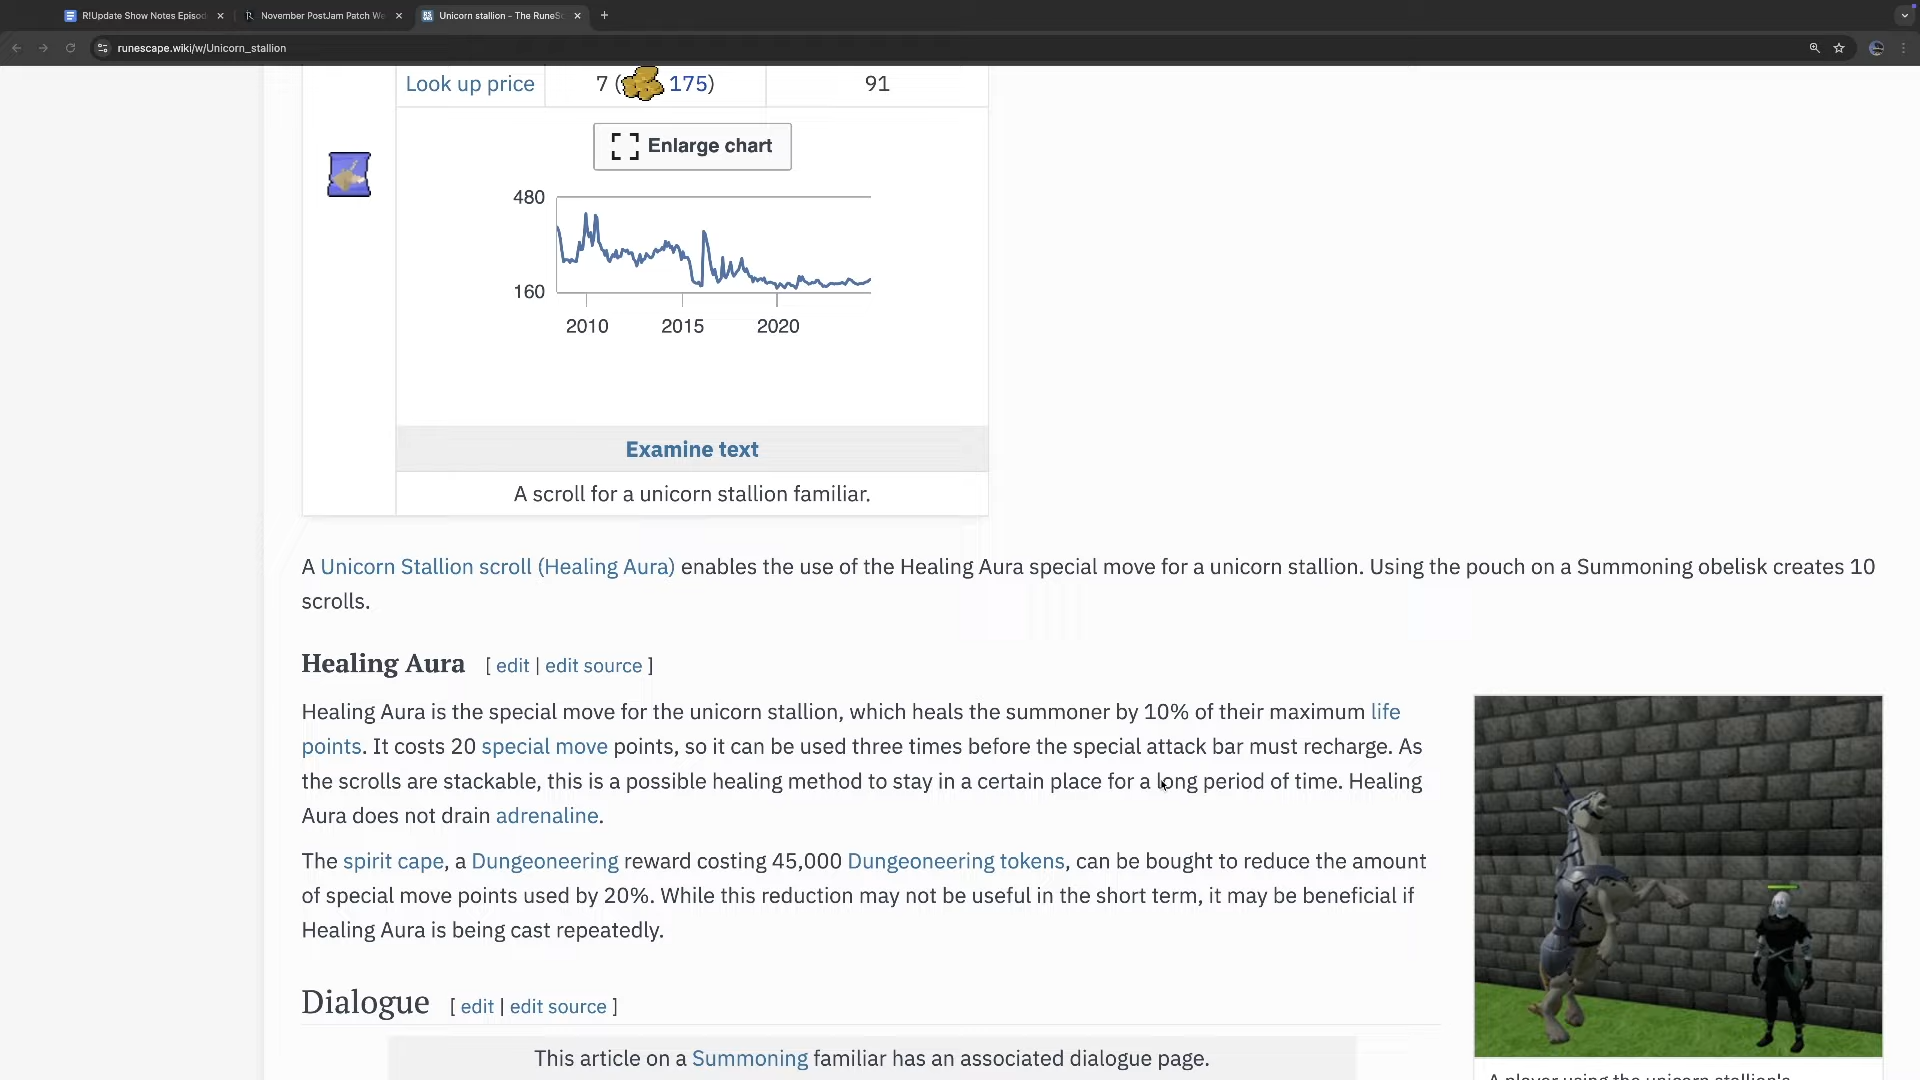 R!Update Show Notes Episod
November PostJam Patch We
Unicorn stallion - The RuneSc
runescape.wiki/w/Unicorn_stallion
Look up price 7 ( 175) 91
Enlarge chart
480
160
2010 2015 2020
Examine text
A scroll for a unicorn stallion familiar.
A Unicorn Stallion scroll (Healing Aura) enables the use of the Healing Aura special move for a unicorn stallion. Using the pouch on a Summoning obelisk creates 10
scrolls.
Healing Aura [ edit | edit source ]
Healing Aura is the special move for the unicorn stallion, which heals the summoner by 10% of their maximum life
points. It costs 20 special move points, so it can be used three times before the special attack bar must recharge. As
the scrolls are stackable, this is a possible healing method to stay in a certain place for a long period of time. Healing
Aura does not drain adrenaline.
The spirit cape, a Dungeoneering reward costing 45,000 Dungeoneering tokens, can be bought to reduce the amount
of special move points used by 20%. While this reduction may not be useful in the short term, it may be beneficial if
Healing Aura is being cast repeatedly.
Dialogue [ edit | edit source ]
This article on a Summoning familiar has an associated dialogue page.
A player using the unicorn stallion's